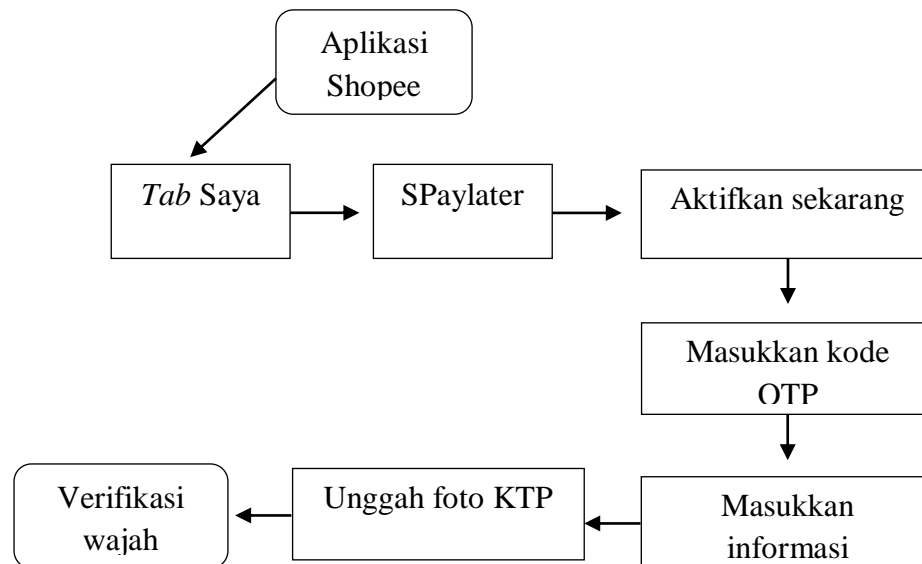 Aplikasi
Shopee
Tab Saya
SPaylater
Aktifkan sekarang
Masukkan kode
OTP
Masukkan
informasi
Unggah foto KTP
Verifikasi
wajah